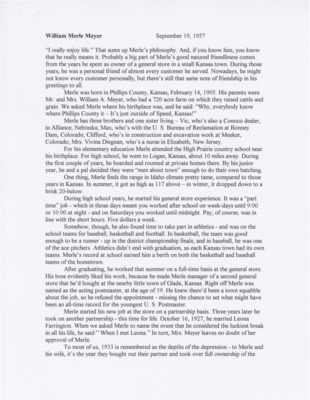 William Merle Meyer September 19, 1957
"I really enjoy life." That sums up Merle's philosophy. And, if you know him, you know
that he really means it. Probably a big part of Merle's good natured friendliness comes
from the years he spent as owner of a general store in a small Kansas town. During those
years, he was a personal friend of almost every customer he served. Nowadays, he might
not know every customer personally, but there's still that same note of friendship in his
greetings to all.
Merle was born in Phillips County, Kansas, February 14, 1905. His parents were
Mr. and Mrs. William A. Meyer, who had a 720 acre farm on which they raised cattle and
grain. We asked Merle where his birthplace was, and he said: "Why, everybody know
where Phillips County it – It's just outside of Speed, Kansas!"
Merle has three brothers and one sister living – Vic, who's also a Conoco dealer,
in Alliance, Nebraska; Max, who's with the U. S. Bureau of Reclamation at Bonney
Dam, Colorado; Clifford, who's in construction and excavation work at Meeker,
Colorado, Mrs. Vivina Diegnan, who's a nurse in Elizabeth, New Jersey.
For his elementary education Merle attended the High Prairie country school near
his birthplace. For high school, he went to Logan, Kansas, about 10 miles away. During
the first couple of years, he boarded and roomed at private homes there. By his junior
year, he and a pal decided they were "men about town" enough to do their own batching.
One thing, Merle finds the range in Idaho climate pretty tame, compared to those
years in Kansas. In summer, it got as high as 117 above – in winter, it dropped down to a
brisk 20-below.
During high school years, he started his general store experience. It was a "part
time" job - which in those days meant you worked after school on week-days until 9:00
or 10:00 at night - and on Saturdays you worked until midnight. Pay, of course, was in
line with the short hours: Five dollars a week.
Somehow, though, he also found time to take part in athletics - and was on the
school teams for baseball, basketball and football. In basketball, the team was good
enough to be a runner - up in the district championship finals, and in baseball, he was one
of the ace pitchers. Athletics didn't end with graduation, as each Kansas town had its own
teams. Merle's record at school earned him a berth on both the basketball and baseball
teams of the hometown.
After graduating, he worked that summer on a full-time basis at the general store.
His boss evidently liked his work, because he made Merle manager of a second general
store that he'd bought at the nearby little town of Glade, Kansas. Right off Merle was
named as the acting postmaster, at the age of 19. He knew there'd been a town squabble
about the job, so he refused the appointment - missing the chance to set what might have
been an all-time record for the youngest U. S. Postmaster.
Merle started his new job at the store on a partnership basis. Three years later he
took on another partnership - this time for life. October 16, 1927, he married Leona
Farrington. When we asked Merle to name the event that he considered the luckiest break
in all his life, he said:" When I met Leona." In turn, Mrs. Meyer leaves no doubt of her
approval of Merle.
To most of us, 1933 is remembered as the depths of the depression - to Merle and
his wife, it's the year they bought out their partner and took over full ownership of the